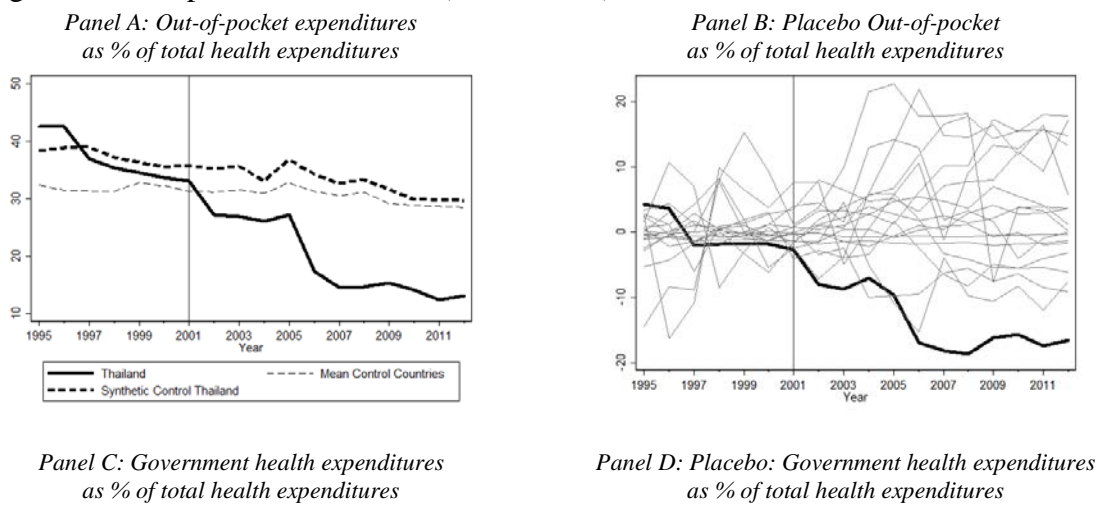 Panel A: Out-of-pocket expenditures
as % of total health expenditures
Panel B: Placebo Out-of-pocket
as % of total health expenditures
50
40
30
20
10
1995 1997 1999 2001 2003 2005 2007 2009 2011
Year
Thailand
Mean Control Countries
Synthetic Control Thailand
20
10
0
-10
-20
1995 1997 1999 2001 2003 2005 2007 2009 2011
Year
Panel C: Government health expenditures
as % of total health expenditures
Panel D: Placebo: Government health expenditures
as % of total health expenditures